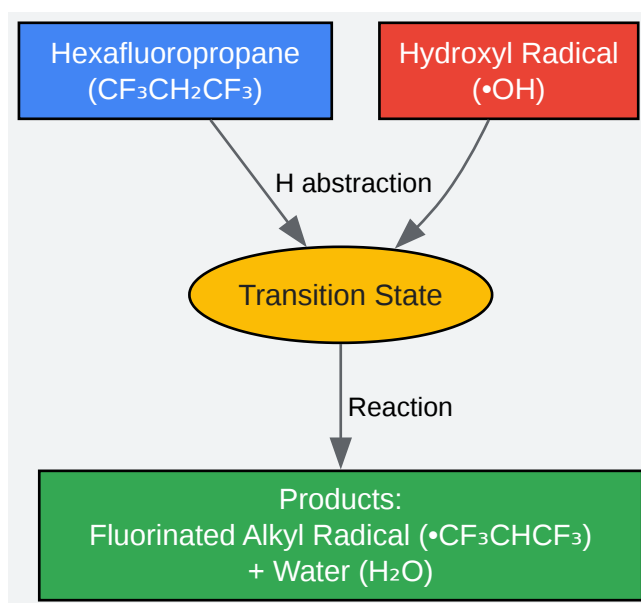 Hexafluoropropane
(CF₃CH₂CF₃)
Hydroxyl Radical
(•OH)
H abstraction
Transition State
Reaction
Products:
Fluorinated Alkyl Radical (•CF₃CHCF₃)
+ Water (H₂O)